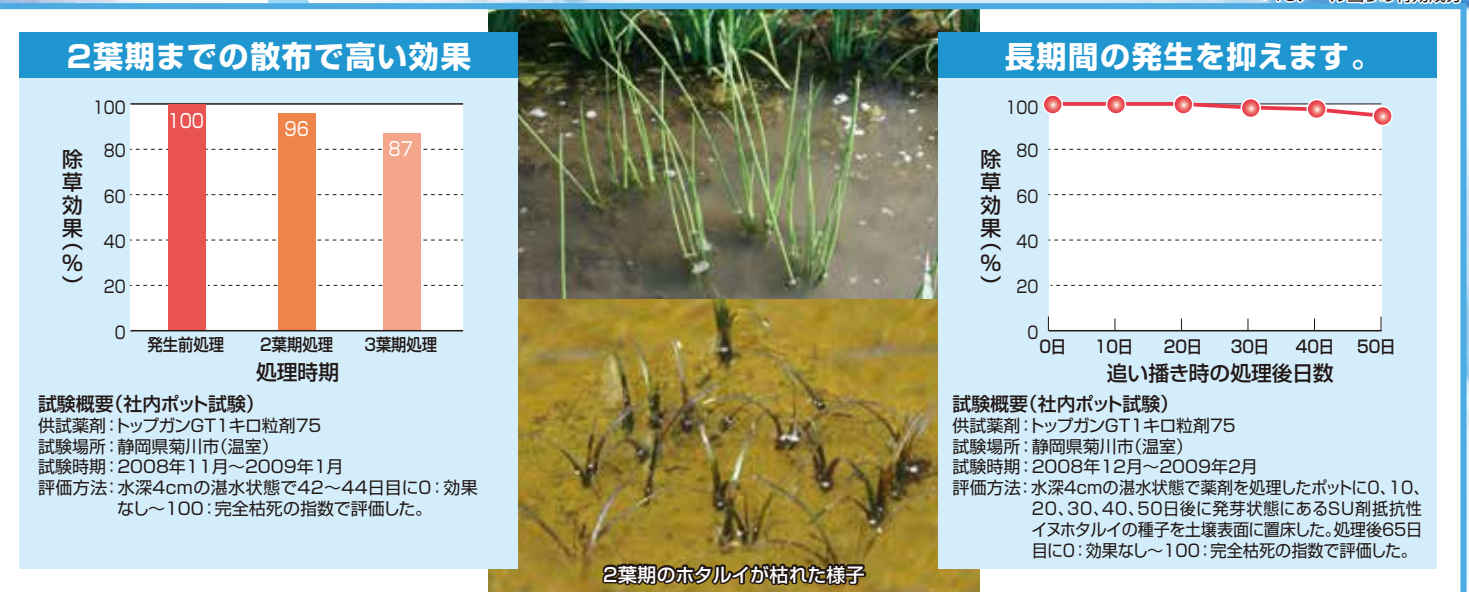 2葉期までの散布で高い効果
除草効果(%)
100
80
60
40
20
0
100
96
87
発生前処理
2葉期処理
3葉期処理
処理時期
試験概要(社内ポット試験)
供試薬剤:トップガンGT1キロ粒剤75
試験場所:静岡県菊川市(温室)
試験時期:2008年11月~2009年1月
評価方法:水深4cmの湛水状態で42~44日目に0:効果
なし~100:完全枯死の指数で評価した。
2葉期のホタルイが枯れた様子
長期間の発生を抑えます。
除草効果(%)
100
80
60
40
20
0
0日
10日
20日
30日
40日
50日
追い播き時の処理後日数
試験概要(社内ポット試験)
供試薬剤:トップガンGT1キロ粒剤75
試験場所:静岡県菊川市(温室)
試験時期:2008年12月~2009年2月
評価方法:水深4cmの湛水状態で薬剤を処理したポットに0、10、
20、30、40、50日後に発芽状態にあるSU剤抵抗性
イヌホタルイの種子を土壌表面に置床した。処理後65日
目に0:効果なし~100:完全枯死の指数で評価した。